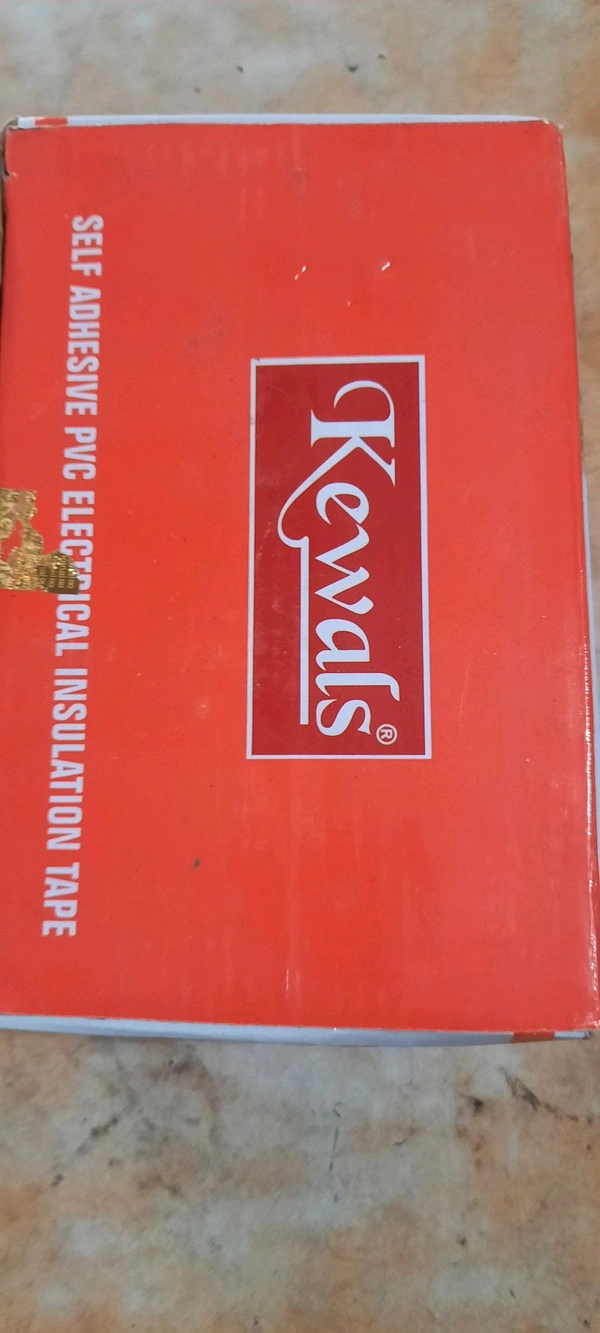 Kewals®
SELF ADHESIVE PVC ELECTRICAL INSULATION TAPE